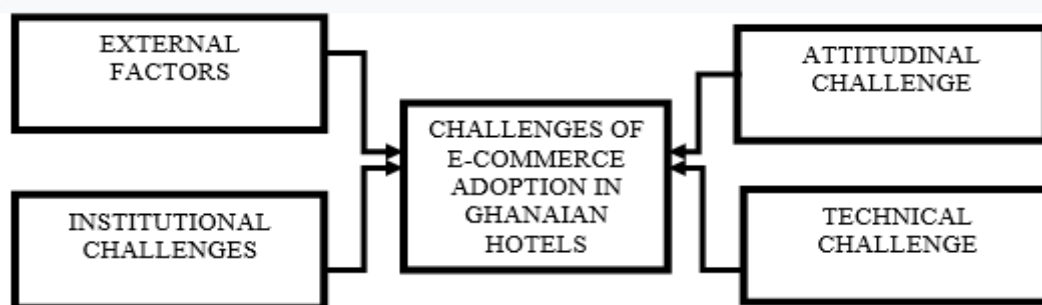 EXTERNAL
FACTORS
INSTITUTIONAL
CHALLENGES
CHALLENGES OF
E-COMMERCE
ADOPTION IN
GHANAIAN
HOTELS
ATTITUDINAL
CHALLENGE
TECHNICAL
CHALLENGE